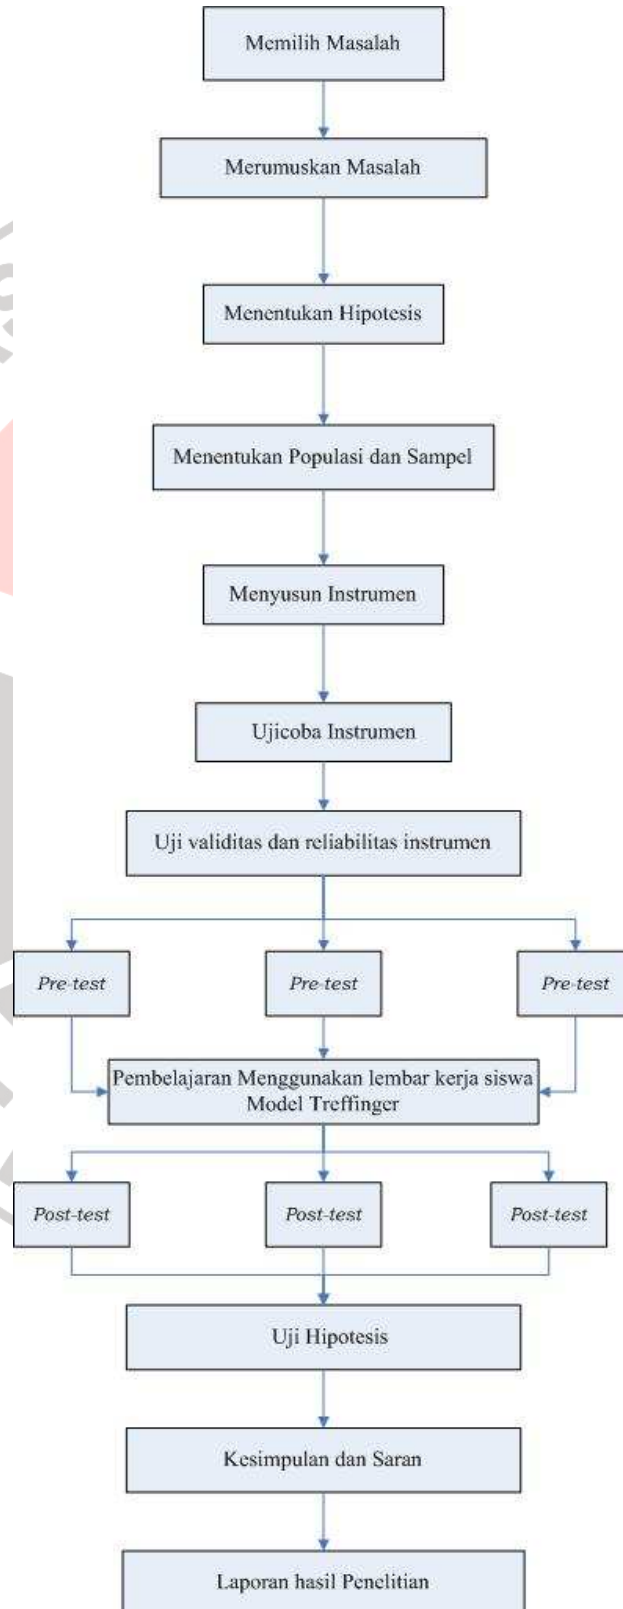 Memilih Masalah
Merumuskan Masalah
Menentukan Hipotesis
Menentukan Populasi dan Sampel
Menyusun Instrumen
Ujicoba Instrumen
Uji validitas dan reliabilitas instrumen
Pre-test
Pre-test
Pre-test
Pembelajaran Menggunakan lembar kerja siswa
Model Treffinger
Post-test
Post-test
Post-test
Uji Hipotesis
Kesimpulan dan Saran
Laporan hasil Penelitian